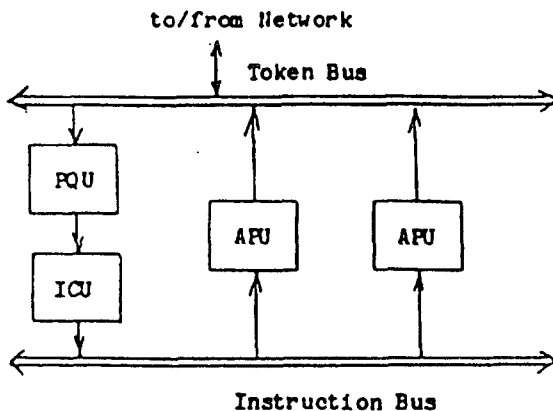 to/from Network
Token Bus
PQU
APU
APU
ICU
Instruction Bus